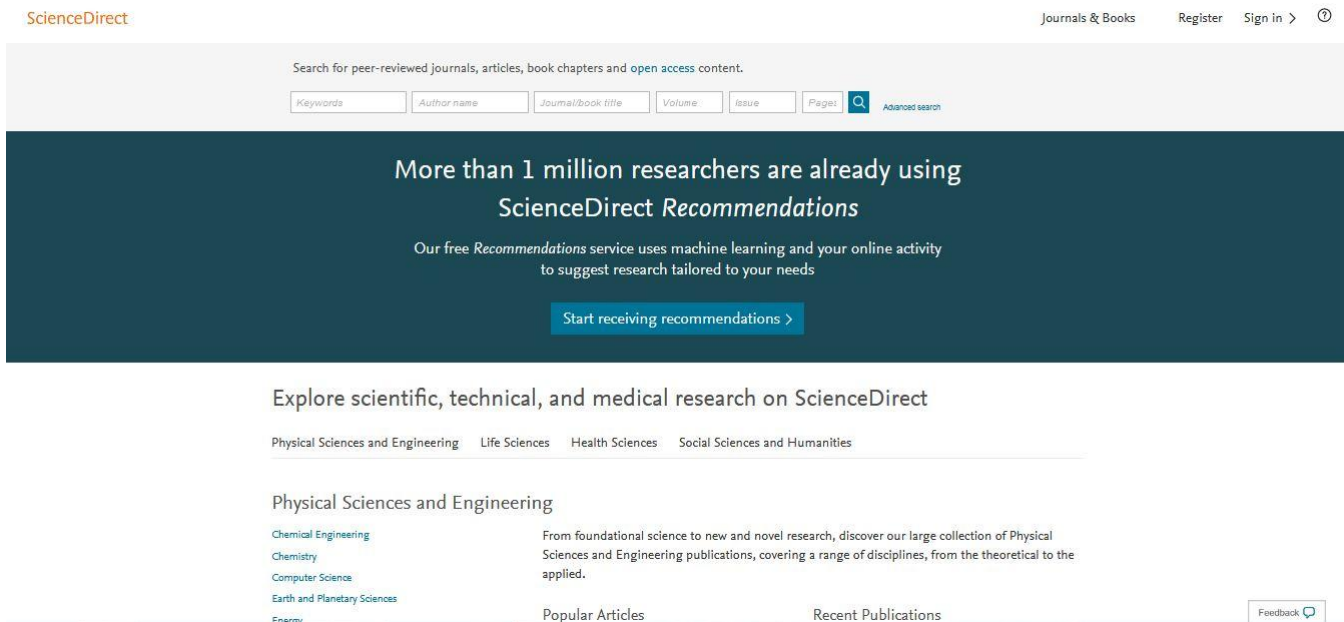 ScienceDirect
Journals & Books Register Sign in >
Search for peer-reviewed journals, articles, book chapters and open access content.
Keywords Author name Journal/book title Volume Issue Pages Advanced search
More than 1 million researchers are already using
ScienceDirect Recommendations
Our free Recommendations service uses machine learning and your online activity
to suggest research tailored to your needs
Start receiving recommendations >
Explore scientific, technical, and medical research on ScienceDirect
Physical Sciences and Engineering Life Sciences Health Sciences Social Sciences and Humanities
Physical Sciences and Engineering
Chemical Engineering
Chemistry
Computer Science
Earth and Planetary Sciences
Energy
From foundational science to new and novel research, discover our large collection of Physical
Sciences and Engineering publications, covering a range of disciplines, from the theoretical to the
applied.
Popular Articles Recent Publications
Feedback